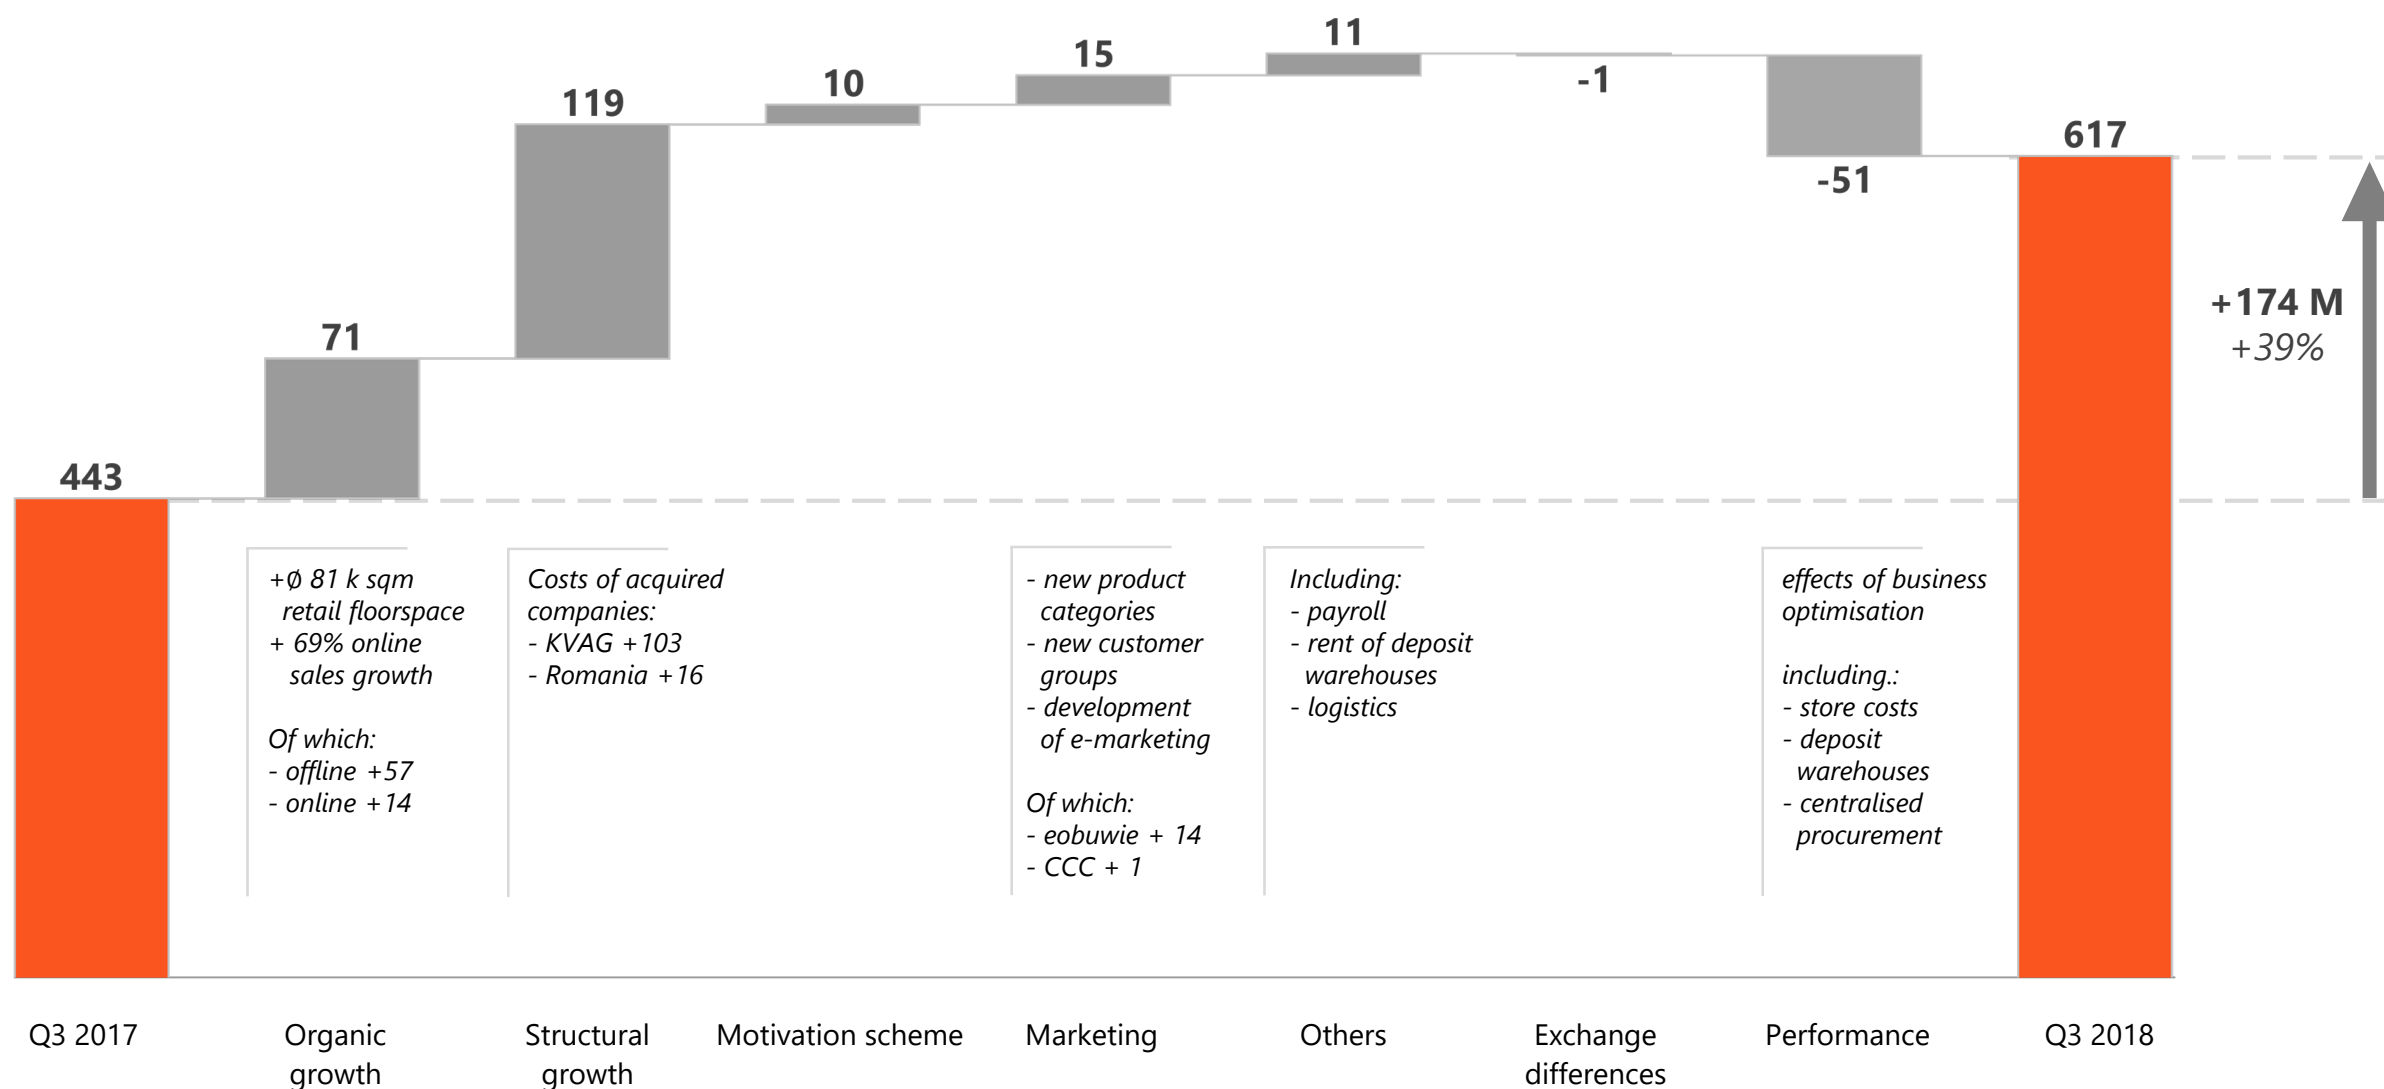 443
71
119
10
15
11
-1
-51
617
+174 M
+39%
+∅ 81 k sqm
retail floorspace
+ 69% online
sales growth
Of which:
- offline +57
- online +14
Costs of acquired
companies:
- KVAG +103
- Romania +16
- new product
categories
- new customer
groups
- development
of e-marketing
Of which:
- eobuwie + 14
- CCC + 1
Including:
- payroll
- rent of deposit
warehouses
- logistics
effects of business
optimisation
including.:
- store costs
- deposit
warehouses
- centralised
procurement
Q3 2017
Organic
growth
Structural
growth
Motivation scheme
Marketing
Others
Exchange
differences
Performance
Q3 2018